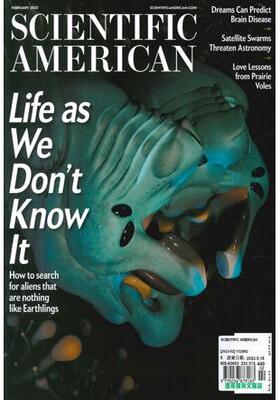 FEBRUARY 2023
SCIENTIFICAMERICAN.COM
SCIENTIFIC
AMERICAN
Dreams Can Predict
Brain Disease
Satellite Swarms
Threaten Astronomy
Love Lessons
from Prairie
Voles
Life as
We
Don't
Know
It
How to search
for aliens that
are nothing
like Earthlings
SCIENTIFIC AMERICAN